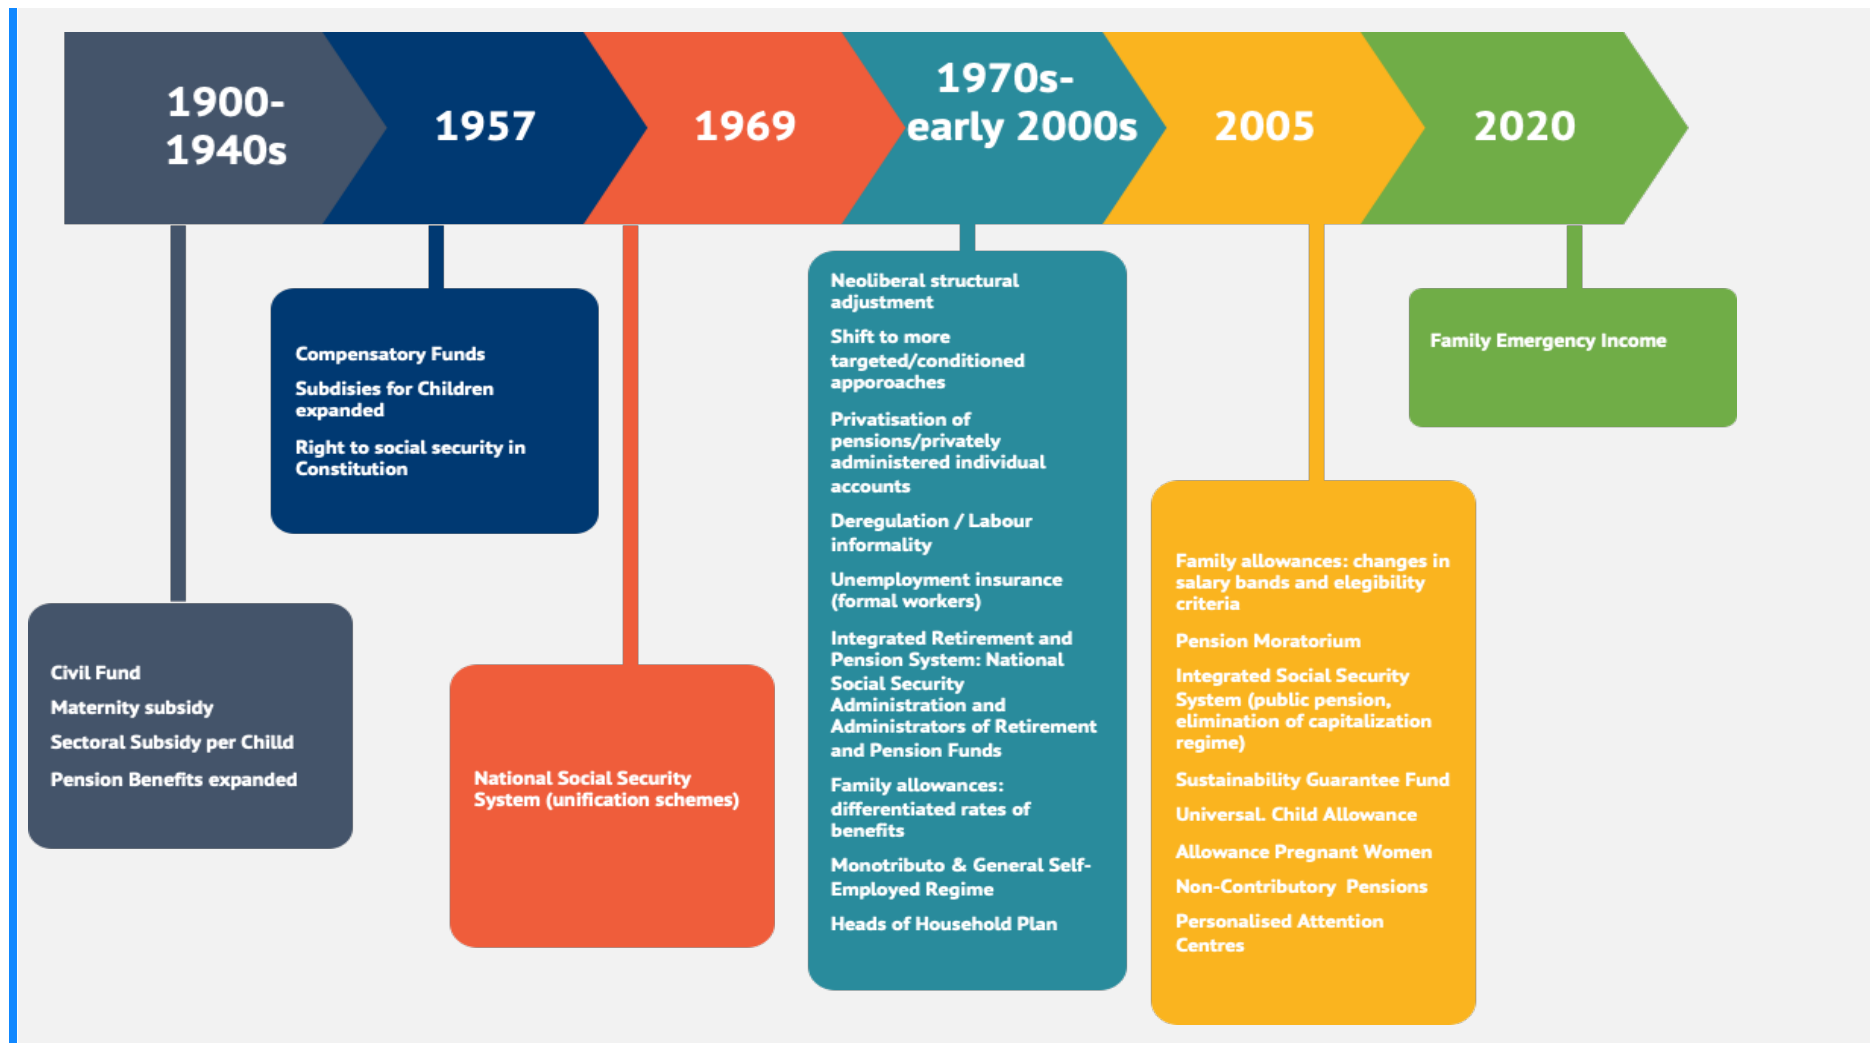 1900-
1940s
1957
1969
1970s-
early 2000s
2005
2020
Civil Fund
Maternity subsidy
Sectoral Subsidy per Chilld
Pension Benefits expanded
Compensatory Funds
Subdisies for Children
expanded
Right to social security in
Constitution
National Social Security
System (unification schemes)
Neoliberal structural
adjustment
Shift to more
targeted/conditioned
apporoaches
Privatisation of
pensions/privately
administered individual
accounts
Deregulation / Labour
informality
Unemployment insurance
(formal workers)
Integrated Retirement and
Pension System: National
Social Security
Administration and
Administrators of Retirement
and Pension Funds
Family allowances:
differentiated rates of
benefits
Monotributo & General Self-
Employed Regime
Heads of Household Plan
Family allowances: changes in
salary bands and elegibility
criteria
Pension Moratorium
Integrated Social Security
System (public pension,
elimination of capitalization
regime)
Sustainability Guarantee Fund
Universal. Child Allowance
Allowance Pregnant Women
Non-Contributory  Pensions
Personalised Attention
Centres
Family Emergency Income